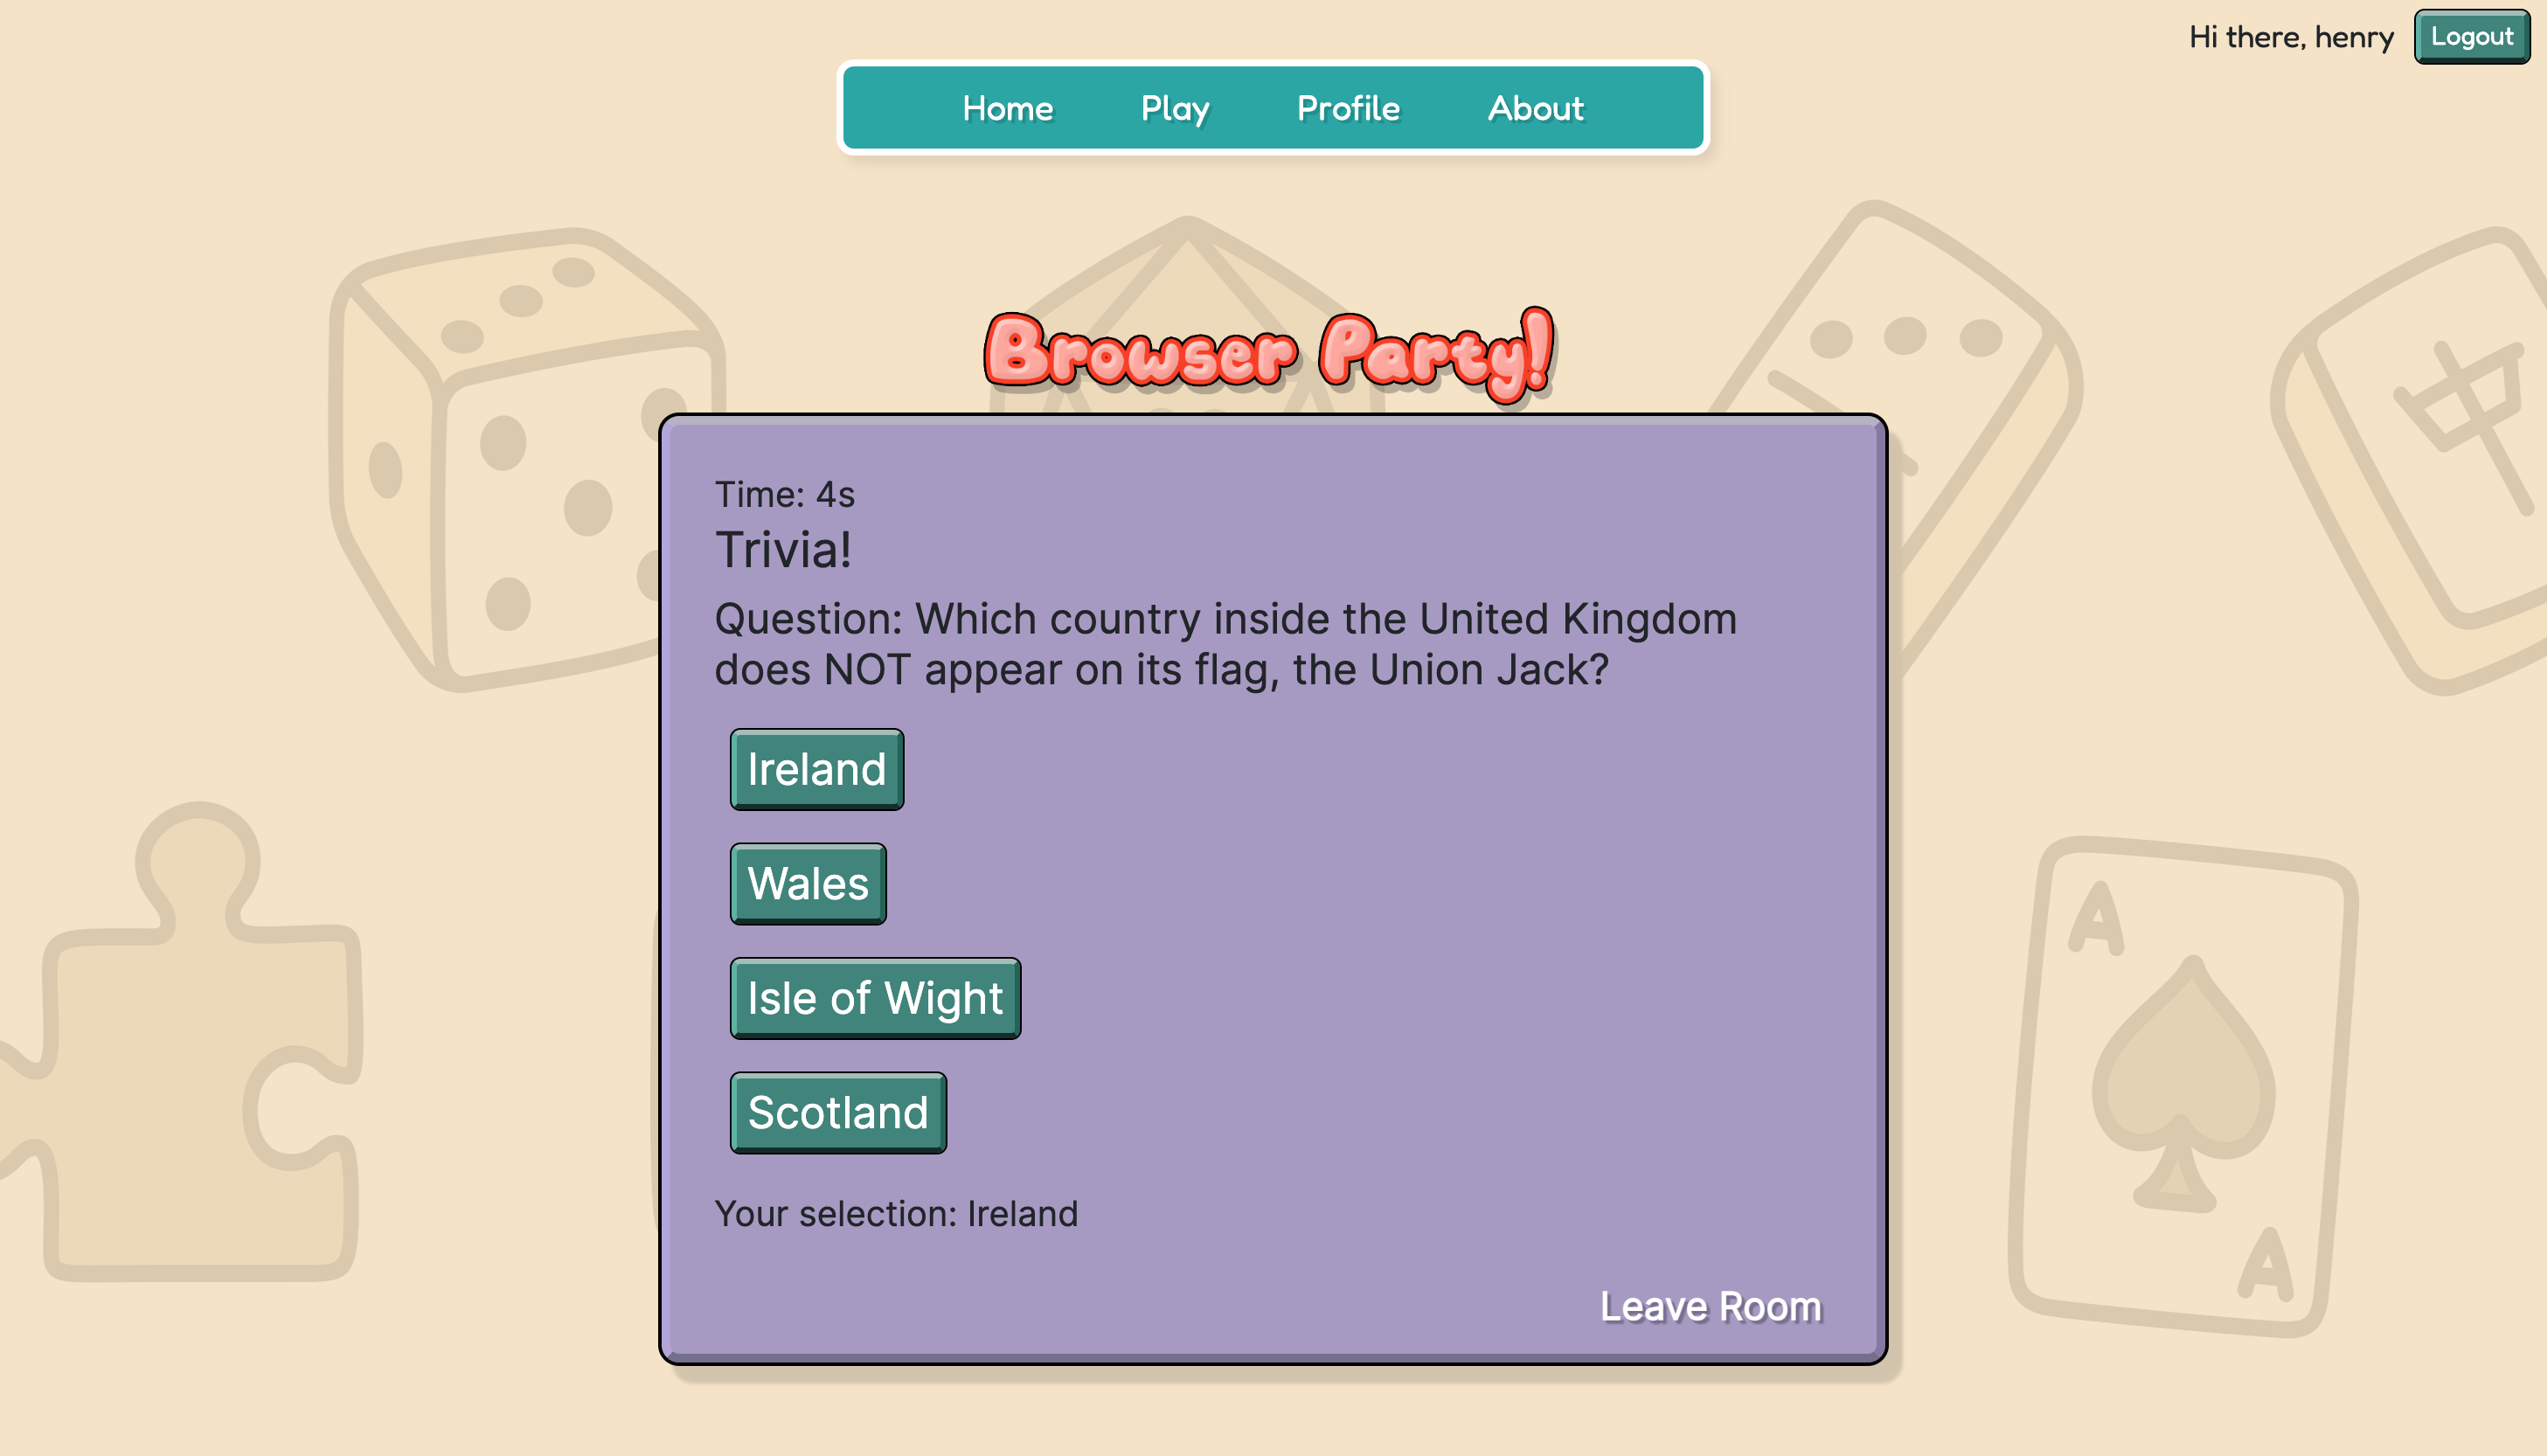 Hi there, henry
Logout
Home Play Profile About
Browser Party!
Time: 4s
Trivia!
Question: Which country inside the United Kingdom
does NOT appear on its flag, the Union Jack?
Ireland
Wales
Isle of Wight
Scotland
Your selection: Ireland
Leave Room
A
A